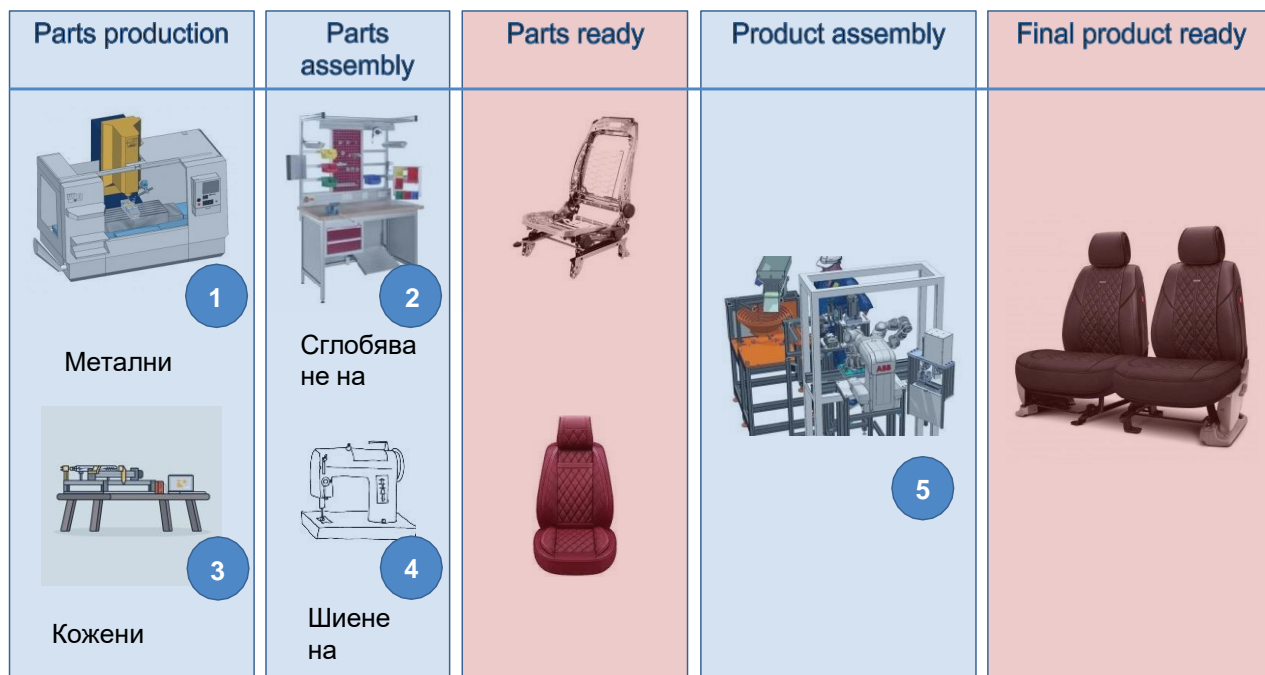 Parts production
Parts
assembly
Parts ready
Product assembly
Final product ready
1
Метални
2
Сглобява
не на
3
Кожени
4
Шиене
на
ABB
5